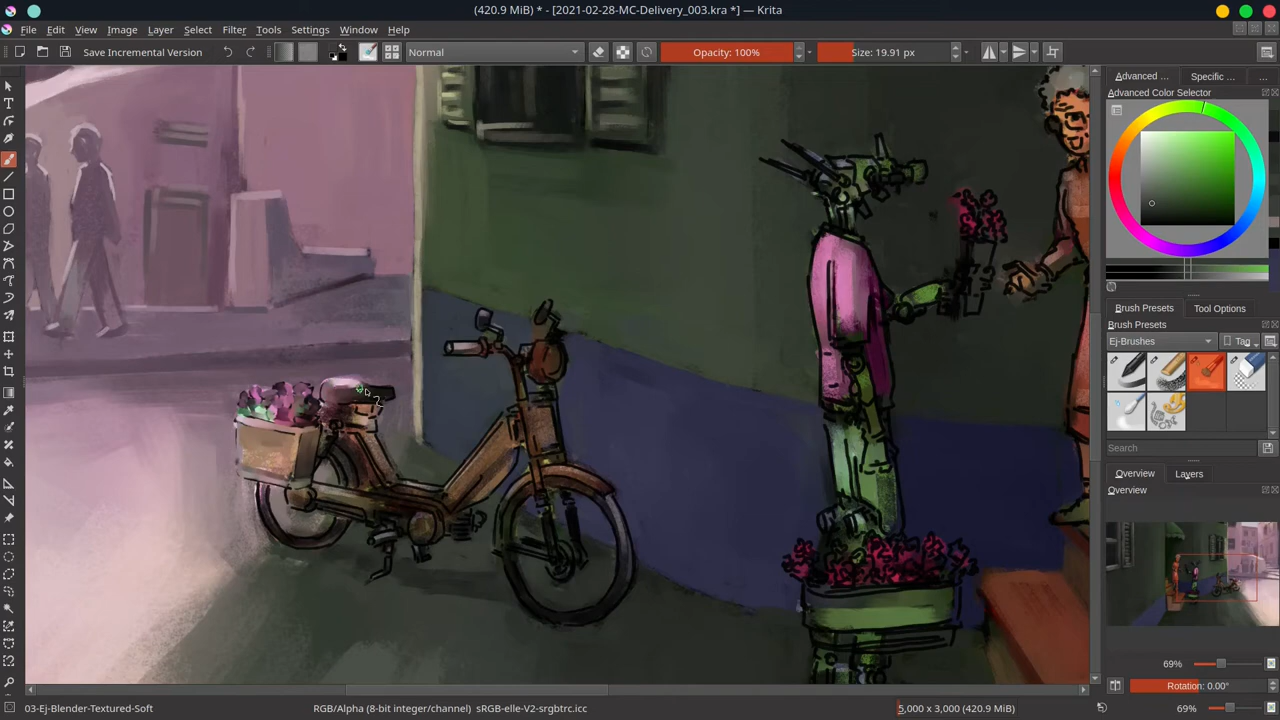 (420.9 MiB) * - [2021-02-28-MC-Delivery_003.kra *] — Krita
File Edit View Image Layer Select Filter Tools Settings Window Help
Save Incremental Version Normal Opacity: 100% Size: 19.91 px
Advanced ... Specific ... ...
Advanced Color Selector
Brush Presets Tool Options
Brush Presets
Ej-Brushes Tag
Search
Overview Layers
Overview
69%
Rotation: 0.00°
03-Ej-Blender-Textured-Soft RGB/Alpha (8-bit integer/channel) sRGB-elle-V2-srgbtrc.icc 5,000 x 3,000 (420.9 MiB) 69%